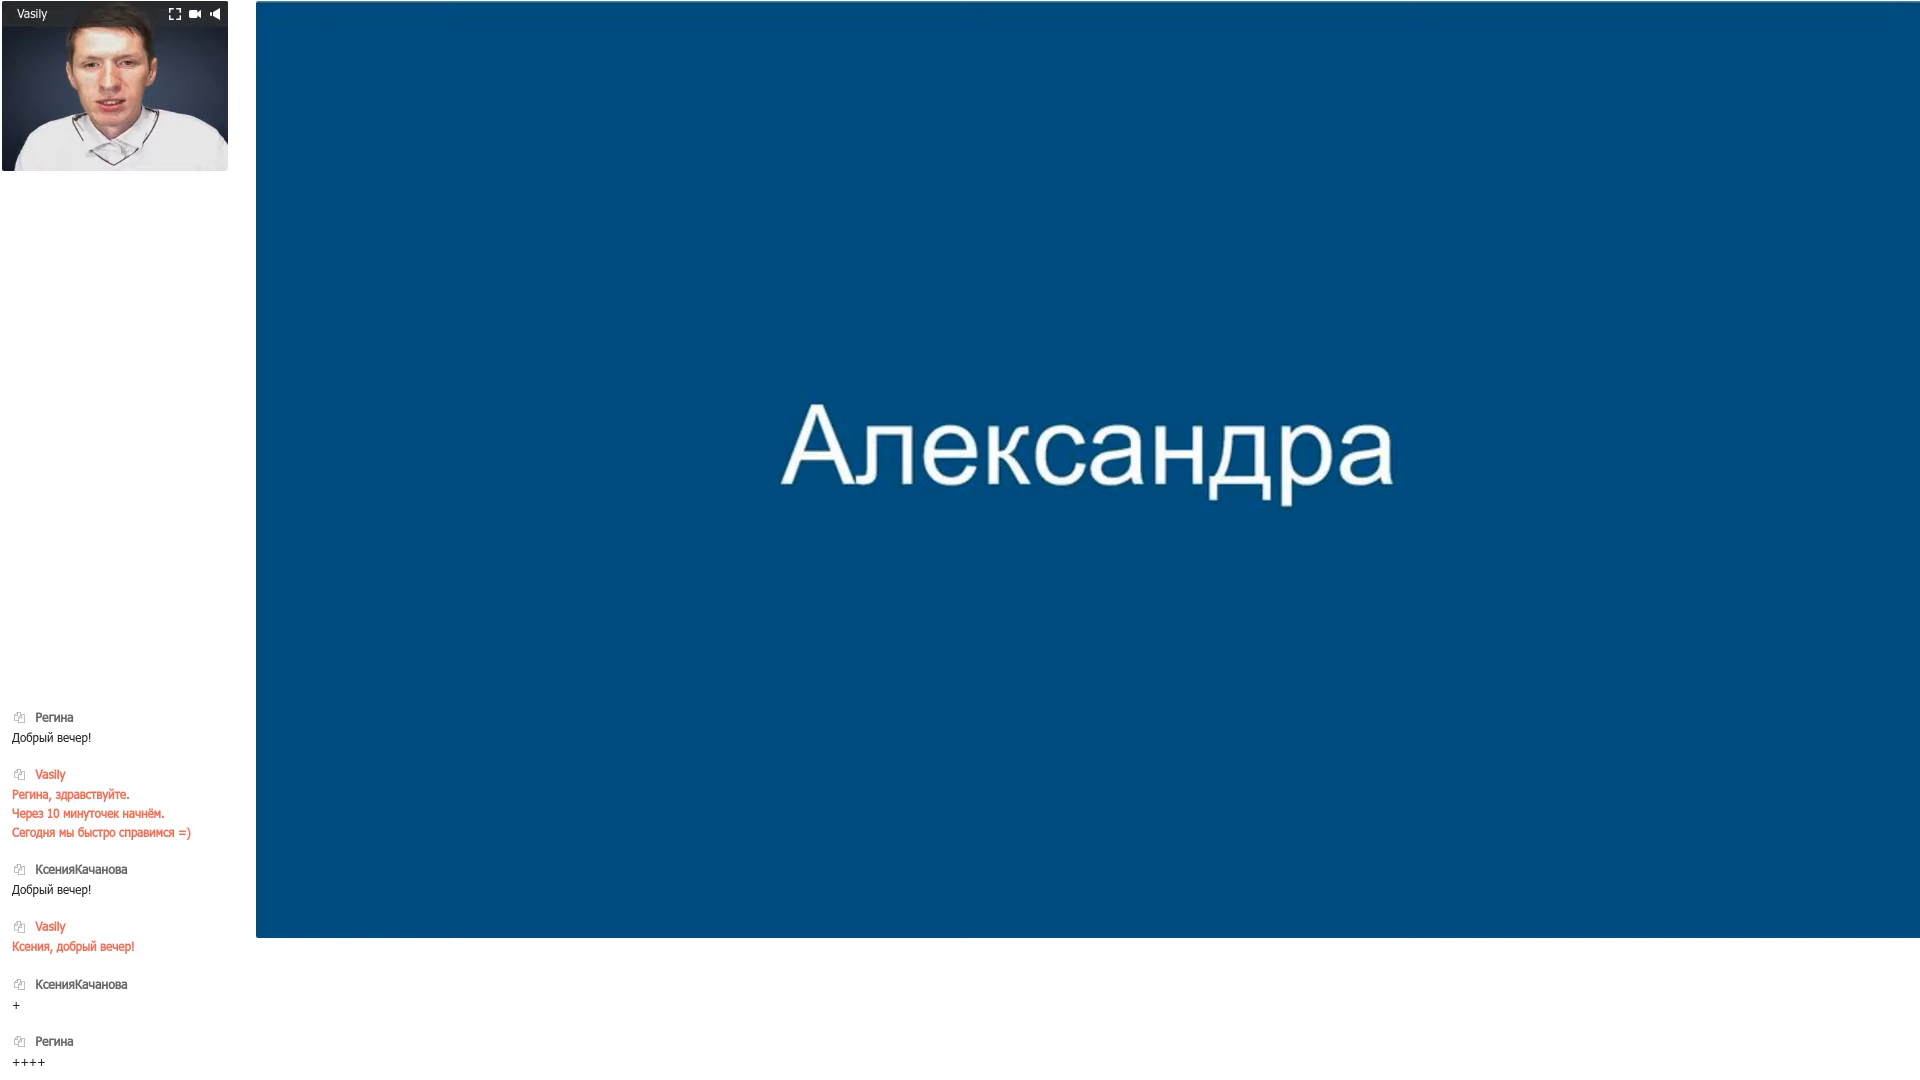 Vasily
Александра
Регина
Добрый вечер!
Vasily
Регина, здравствуйте.
Через 10 минуточек начнём.
Сегодня мы быстро справимся =)
КсенияКачанова
Добрый вечер!
Vasily
Ксения, добрый вечер!
КсенияКачанова
+
Регина
++++